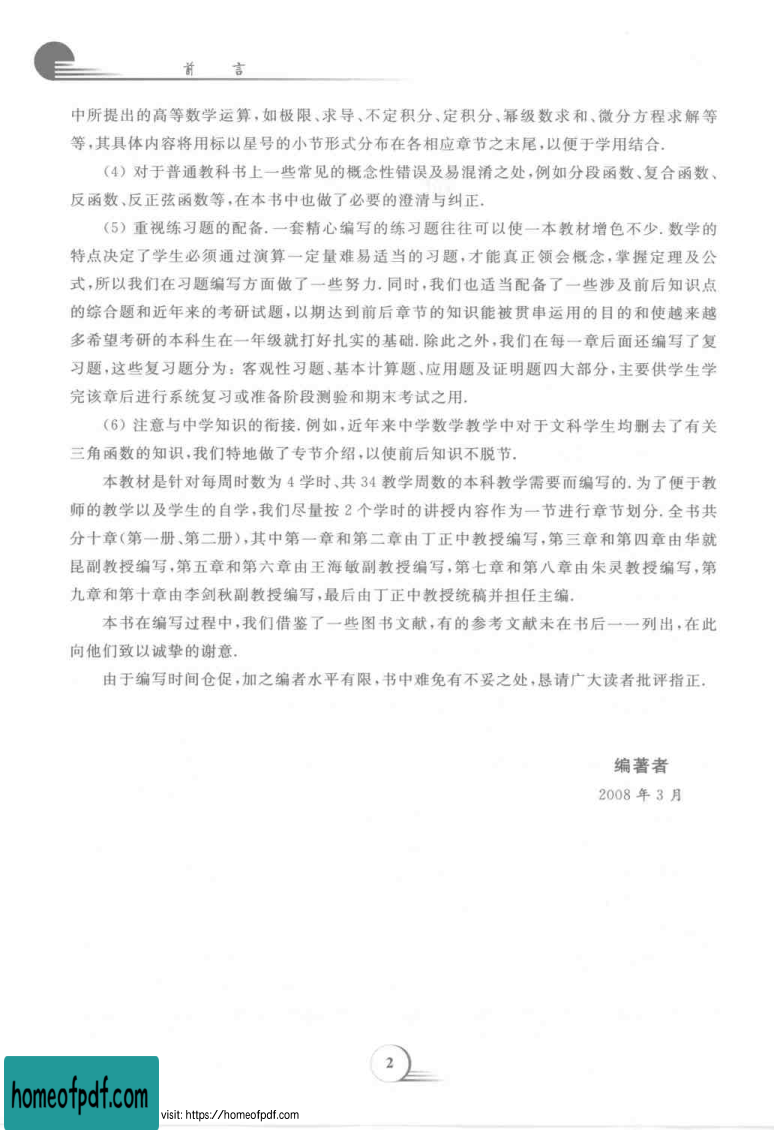 前 言
中所提出的高等数学运算,如极限、求导、不定积分、定积分、幂级数求和、微分方程求解等
等,其具体内容将用标以星号的小节形式分布在各相应章节之末尾,以便于学用结合.
(4) 对于普通教科书上一些常见的概念性错误及易混淆之处,例如分段函数、复合函数、
反函数、反正弦函数等,在本书中也做了必要的澄清与纠正.
(5) 重视练习题的配备.一套精心编写的练习题往往可以使一本教材增色不少.数学的
特点决定了学生必须通过演算一定量难易适当的习题,才能真正领会概念,掌握定理及公
式,所以我们在习题编写方面做了一些努力.同时,我们也适当配备了一些涉及前后知识点
的综合题和近年来的考研试题,以期达到前后章节的知识能被贯串运用的目的和使越来越
多希望考研的本科生在一年级就打好扎实的基础.除此之外,我们在每一章后面还编写了复
习题,这些复习题分为:客观性习题、基本计算题、应用题及证明题四大部分,主要供学生学
完该章后进行系统复习或准备阶段测验和期末考试之用.
(6) 注意与中学知识的衔接.例如,近年来中学数学教学中对于文科学生均删去了有关
三角函数的知识,我们特地做了专节介绍,以使前后知识不脱节.
本教材是针对每周时数为 4 学时、共 34 教学周数的本科教学需要而编写的.为了便于教
师的教学以及学生的自学,我们尽量按 2 个学时的讲授内容作为一节进行章节划分.全书共
分十章(第一册、第二册),其中第一章和第二章由丁正中教授编写,第三章和第四章由华就
昆副教授编写,第五章和第六章由王海敏副教授编写,第七章和第八章由朱灵教授编写,第
九章和第十章由李剑秋副教授编写,最后由丁正中教授统稿并担任主编.
本书在编写过程中,我们借鉴了一些图书文献,有的参考文献未在书后一一列出,在此
向他们致以诚挚的谢意.
由于编写时间仓促,加之编者水平有限,书中难免有不妥之处,恳请广大读者批评指正.
编著者
2008 年 3 月
2
homeofpdf.com
visit: https://homeofpdf.com